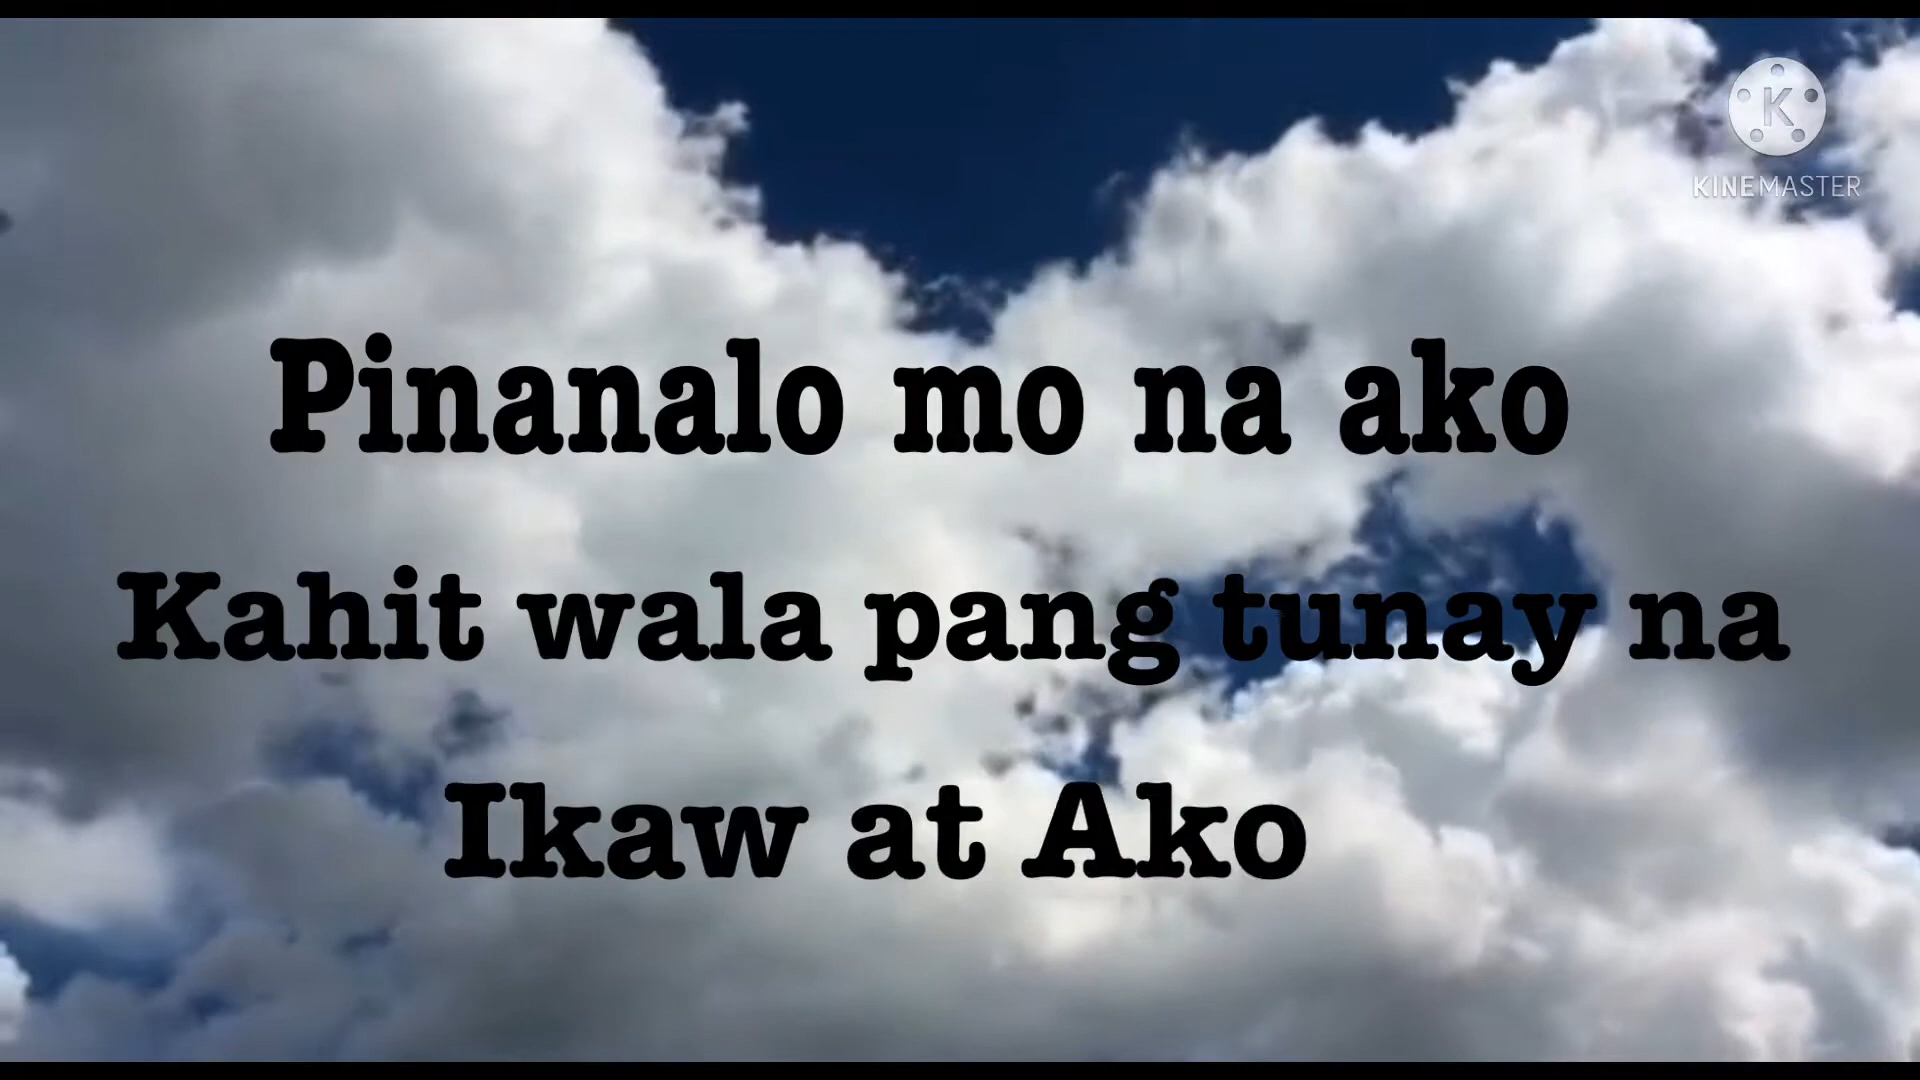 K
KINEMASTER
Pinanalo mo na ako
Kahit wala pang tunay na
Ikaw at Ako